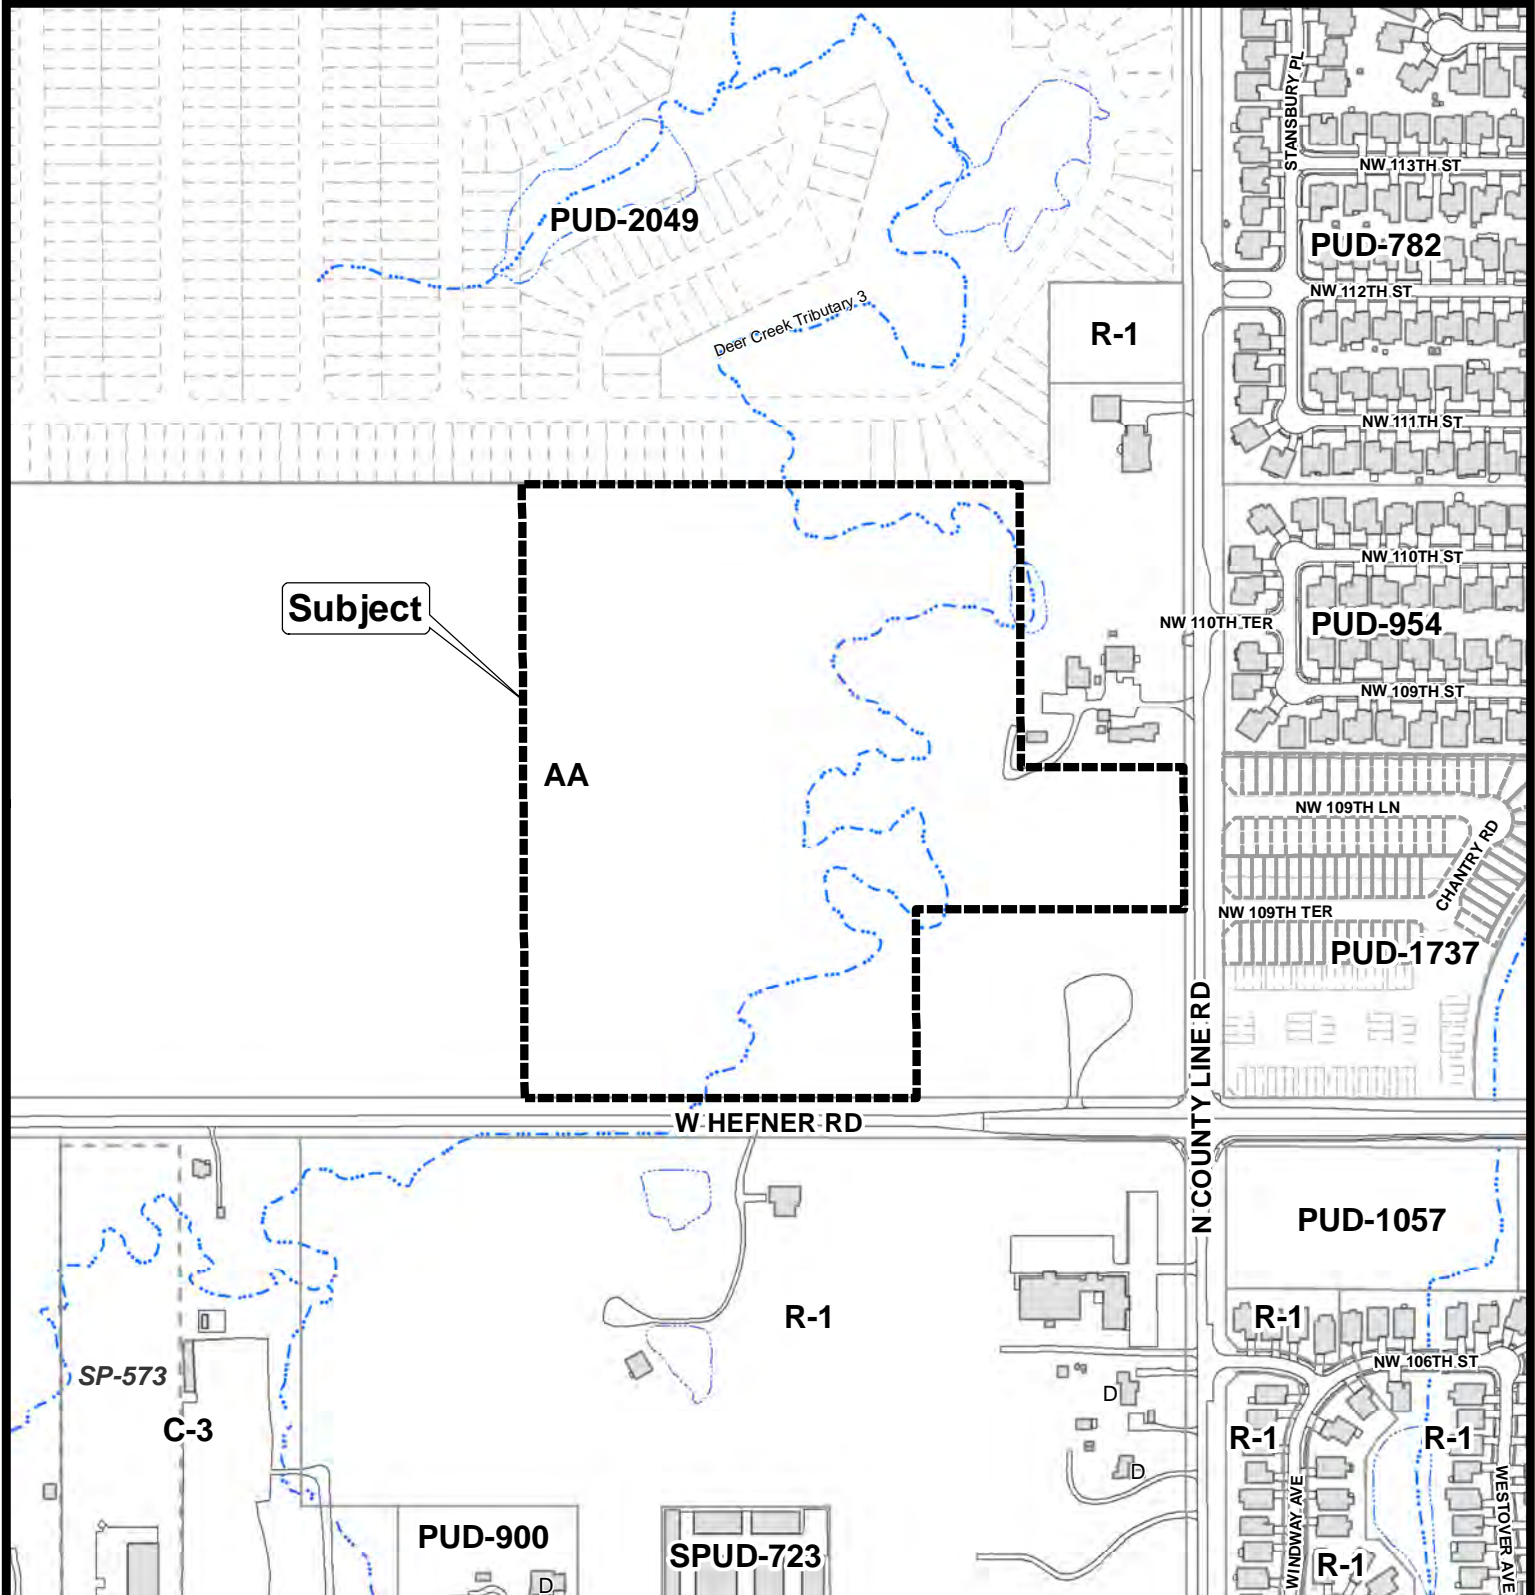 STANSBURY PL
NW 113TH ST
PUD-2049
PUD-782
NW 112TH ST
Deer Creek Tributary 3
R-1
NW 111TH ST
NW 110TH ST
Subject
NW 110TH TER
PUD-954
NW 109TH ST
AA
NW 109TH LN
CHANTRY RD
NW 109TH TER
PUD-1737
N COUNTY LINE RD
W HEFNER RD
PUD-1057
R-1
R-1
NW 106TH ST
SP-573
D
C-3
R-1
R-1
D
WINDWAY AVE
WESTOVER AVE
PUD-900
SPUD-723
R-1
D